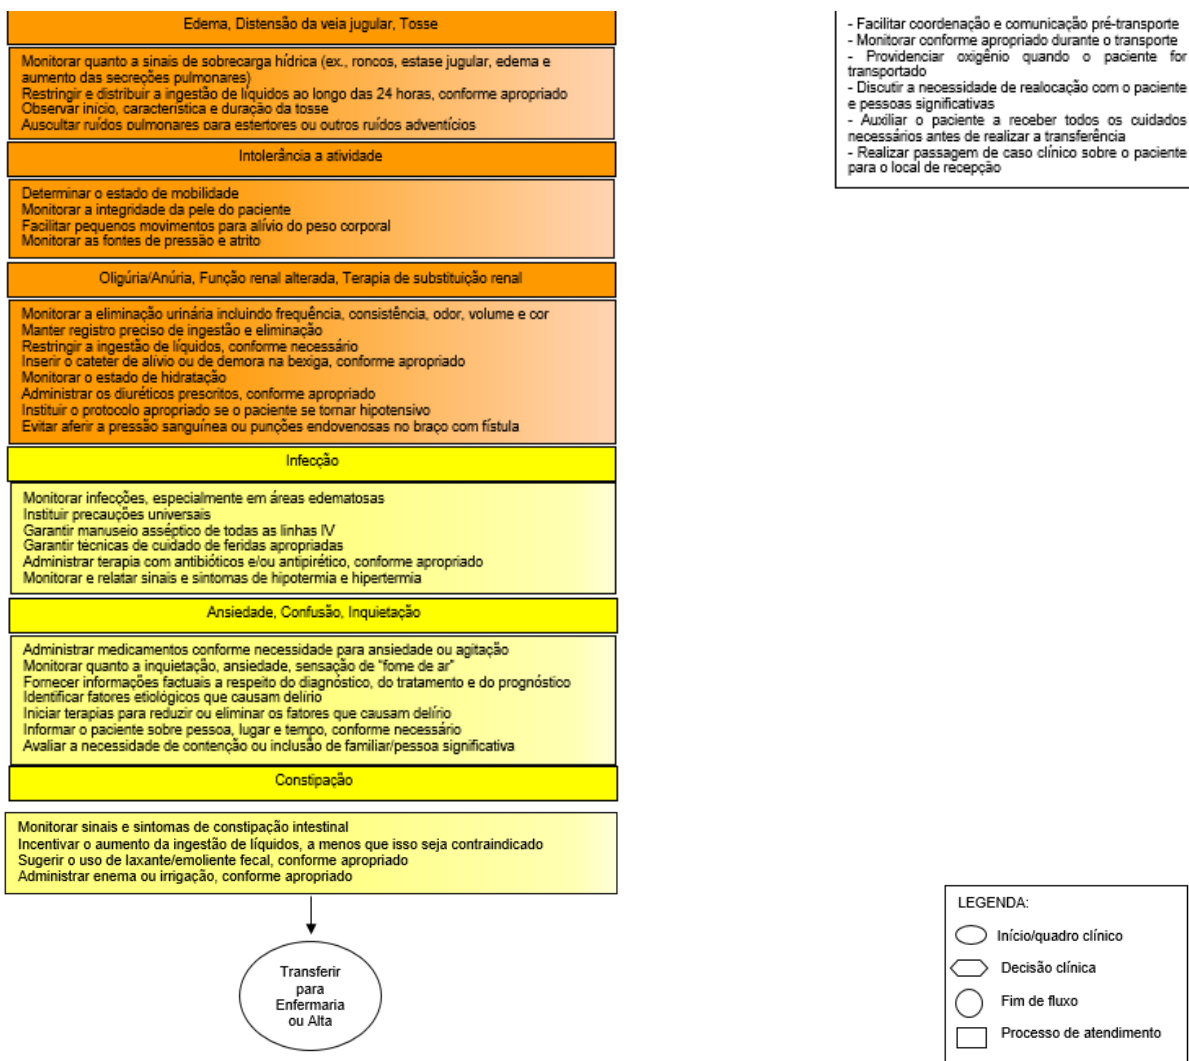 Edema, Distensão da veia jugular, Tosse
Monitorar quanto a sinais de sobrecarga hídrica (ex., roncos, estase jugular, edema e
aumento das secreções pulmonares)
Restringir e distribuir a ingestão de líquidos ao longo das 24 horas, conforme apropriado
Observar início, característica e duração da tosse
Auscultar ruídos pulmonares para estertores ou outros ruídos adventícios
Intolerância a atividade
Determinar o estado de mobilidade
Monitorar a integridade da pele do paciente
Facilitar pequenos movimentos para alívio do peso corporal
Monitorar as fontes de pressão e atrito
Oligúria/Anúria, Função renal alterada, Terapia de substituição renal
Monitorar a eliminação urinária incluindo frequência, consistência, odor, volume e cor
Manter registro preciso de ingestão e eliminação
Restringir a ingestão de líquidos, conforme necessário
Inserir o cateter de alívio ou de demora na bexiga, conforme apropriado
Monitorar o estado de hidratação
Administrar os diuréticos prescritos, conforme apropriado
Instituir o protocolo apropriado se o paciente se tornar hipotensivo
Evitar aferir a pressão sanguínea ou punções endovenosas no braço com fístula
Infecção
Monitorar infecções, especialmente em áreas edematosas
Instituir precauções universais
Garantir manuseio asséptico de todas as linhas IV
Garantir técnicas de cuidado de feridas apropriadas
Administrar terapia com antibióticos e/ou antipirético, conforme apropriado
Monitorar e relatar sinais e sintomas de hipotermia e hipertermia
Ansiedade, Confusão, Inquietação
Administrar medicamentos conforme necessidade para ansiedade ou agitação
Monitorar quanto a inquietação, ansiedade, sensação de "fome de ar"
Fornecer informações factuais a respeito do diagnóstico, do tratamento e do prognóstico
Identificar fatores etiológicos que causam delírio
Iniciar terapias para reduzir ou eliminar os fatores que causam delírio
Informar o paciente sobre pessoa, lugar e tempo, conforme necessário
Avaliar a necessidade de contenção ou inclusão de familiar/pessoa significativa
Constipação
Monitorar sinais e sintomas de constipação intestinal
Incentivar o aumento da ingestão de líquidos, a menos que isso seja contraindicado
Sugerir o uso de laxante/emoliente fecal, conforme apropriado
Administrar enema ou irrigação, conforme apropriado
Transferir
para
Enfermaria
ou Alta
- Facilitar coordenação e comunicação pré-transporte
- Monitorar conforme apropriado durante o transporte
- Providenciar oxigênio quando o paciente for
transportado
- Discutir a necessidade de realocação com o paciente
e pessoas significativas
- Auxiliar o paciente a receber todos os cuidados
necessários antes de realizar a transferência
- Realizar passagem de caso clínico sobre o paciente
para o local de recepção
LEGENDA:
Início/quadro clínico
Decisão clínica
Fim de fluxo
Processo de atendimento